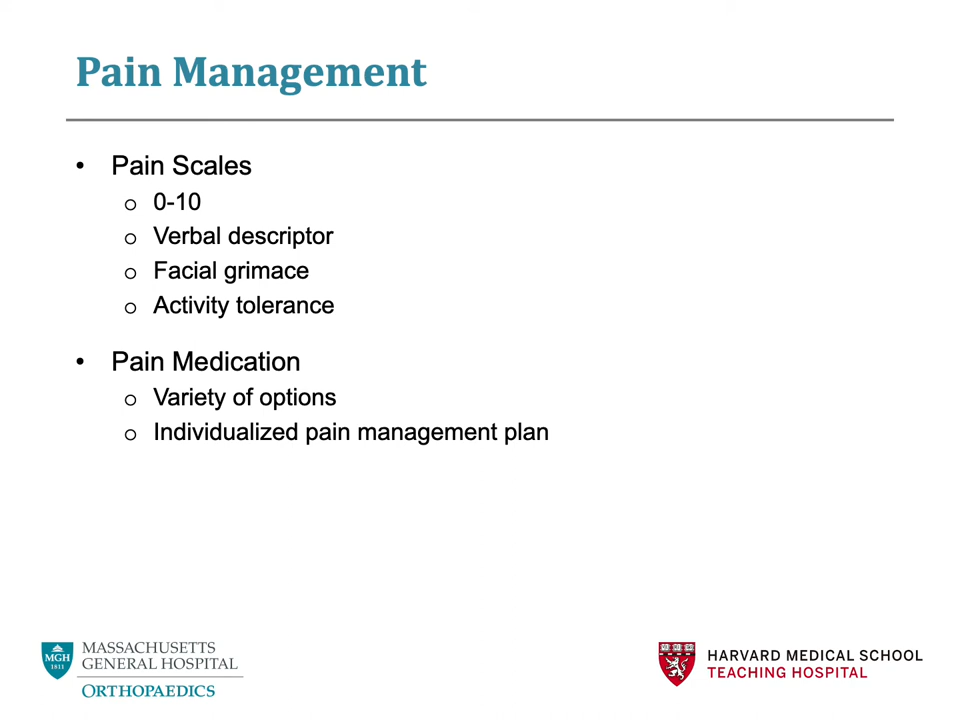 Pain Management
• Pain Scales
o 0-10
o Verbal descriptor
o Facial grimace
o Activity tolerance
• Pain Medication
o Variety of options
o Individualized pain management plan
MGH
1811
MASSACHUSETTS
GENERAL HOSPITAL
ORTHOPAEDICS
HARVARD MEDICAL SCHOOL
TEACHING HOSPITAL